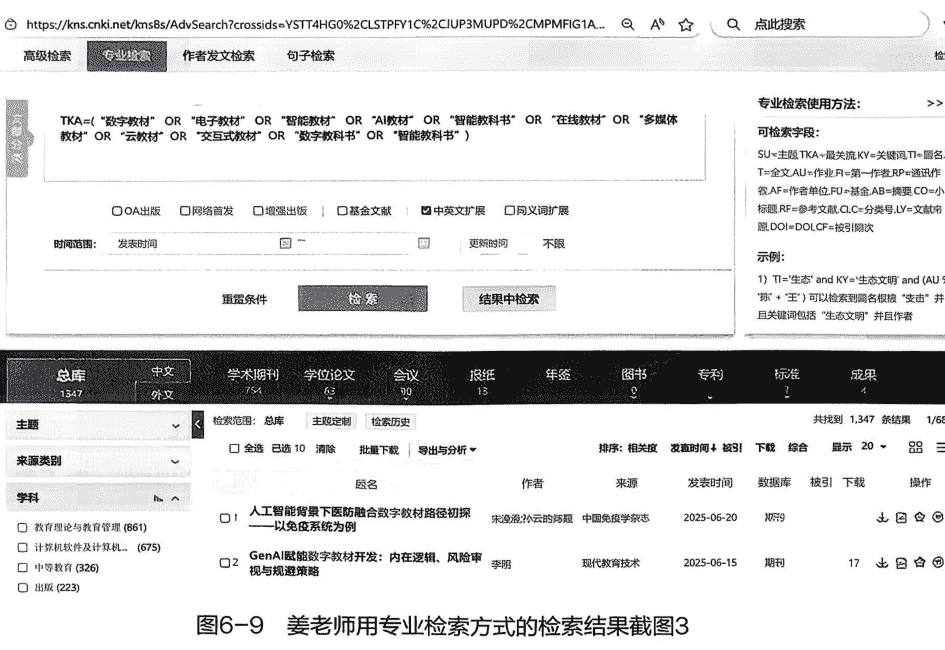 https://kns.cnki.net/kns8s/AdvSearch?crossids=YSTT4HG0%2CLSTPFY1C%2CJUP3MUPD%2CMPMFIG1A...
点此搜索
高级检索 专业检索 作者发文检索 句子检索
TKA=( "数字教材" OR "电子教材" OR "智能教材" OR "AI教材" OR "智能教科书" OR "在线教材" OR "多媒体
教材" OR "云教材" OR "交互式教材" OR "数字教科书" OR "智能教科书" )
OA出版 网络首发 增强出版 | 基金文献 | 中英文扩展 同义词扩展
时间范围: 发表时间 — 更新时间 不限
重置条件 检索 结果中检索
专业检索使用方法: >>
可检索字段:
SU=主题,TKA=篇关摘,KY=关键词,TI=篇名,
T=全文,AU=作者,FI=第一作者,RP=通讯作
者,AF=作者单位,FU=基金,AB=摘要,CO=小
标题,RF=参考文献,CLC=分类号,LY=文献来
源,DOI=DOI,CF=被引频次
示例:
1) TI='生态' and KY='生态文明' and (AU %
'陈' + '王' ) 可以检索到
且关键词包括 "生态文明" 并且作者
总库 中文 学术期刊 学位论文 会议 报纸 年鉴 图书 专利 标准 成果
1347 外文 754 63 13 0 7 4
主题
来源类别
学科
教育理论与教育管理 (861)
计算机软件及计算机... (675)
中等教育 (326)
出版 (223)
检索范围: 总库 主题定制 检索历史 共找到 1,347 条结果 1/68
全选 已选 10 清除 批量下载 导出与分析 排序: 相关度 发表时间↓ 被引 下载 综合 显示 20
题名 作者 来源 发表时间 数据库 被引 下载 操作
1 人工智能背景下医防融合数字教材路径初探
——以免疫系统为例
中国免疫学杂志 2025-06-20 期刊
2 GenAI赋能数字教材开发：内在逻辑、风险审
视与规避策略
李明 现代教育技术 2025-06-15 期刊 17
图6-9 姜老师用专业检索方式的检索结果截图3